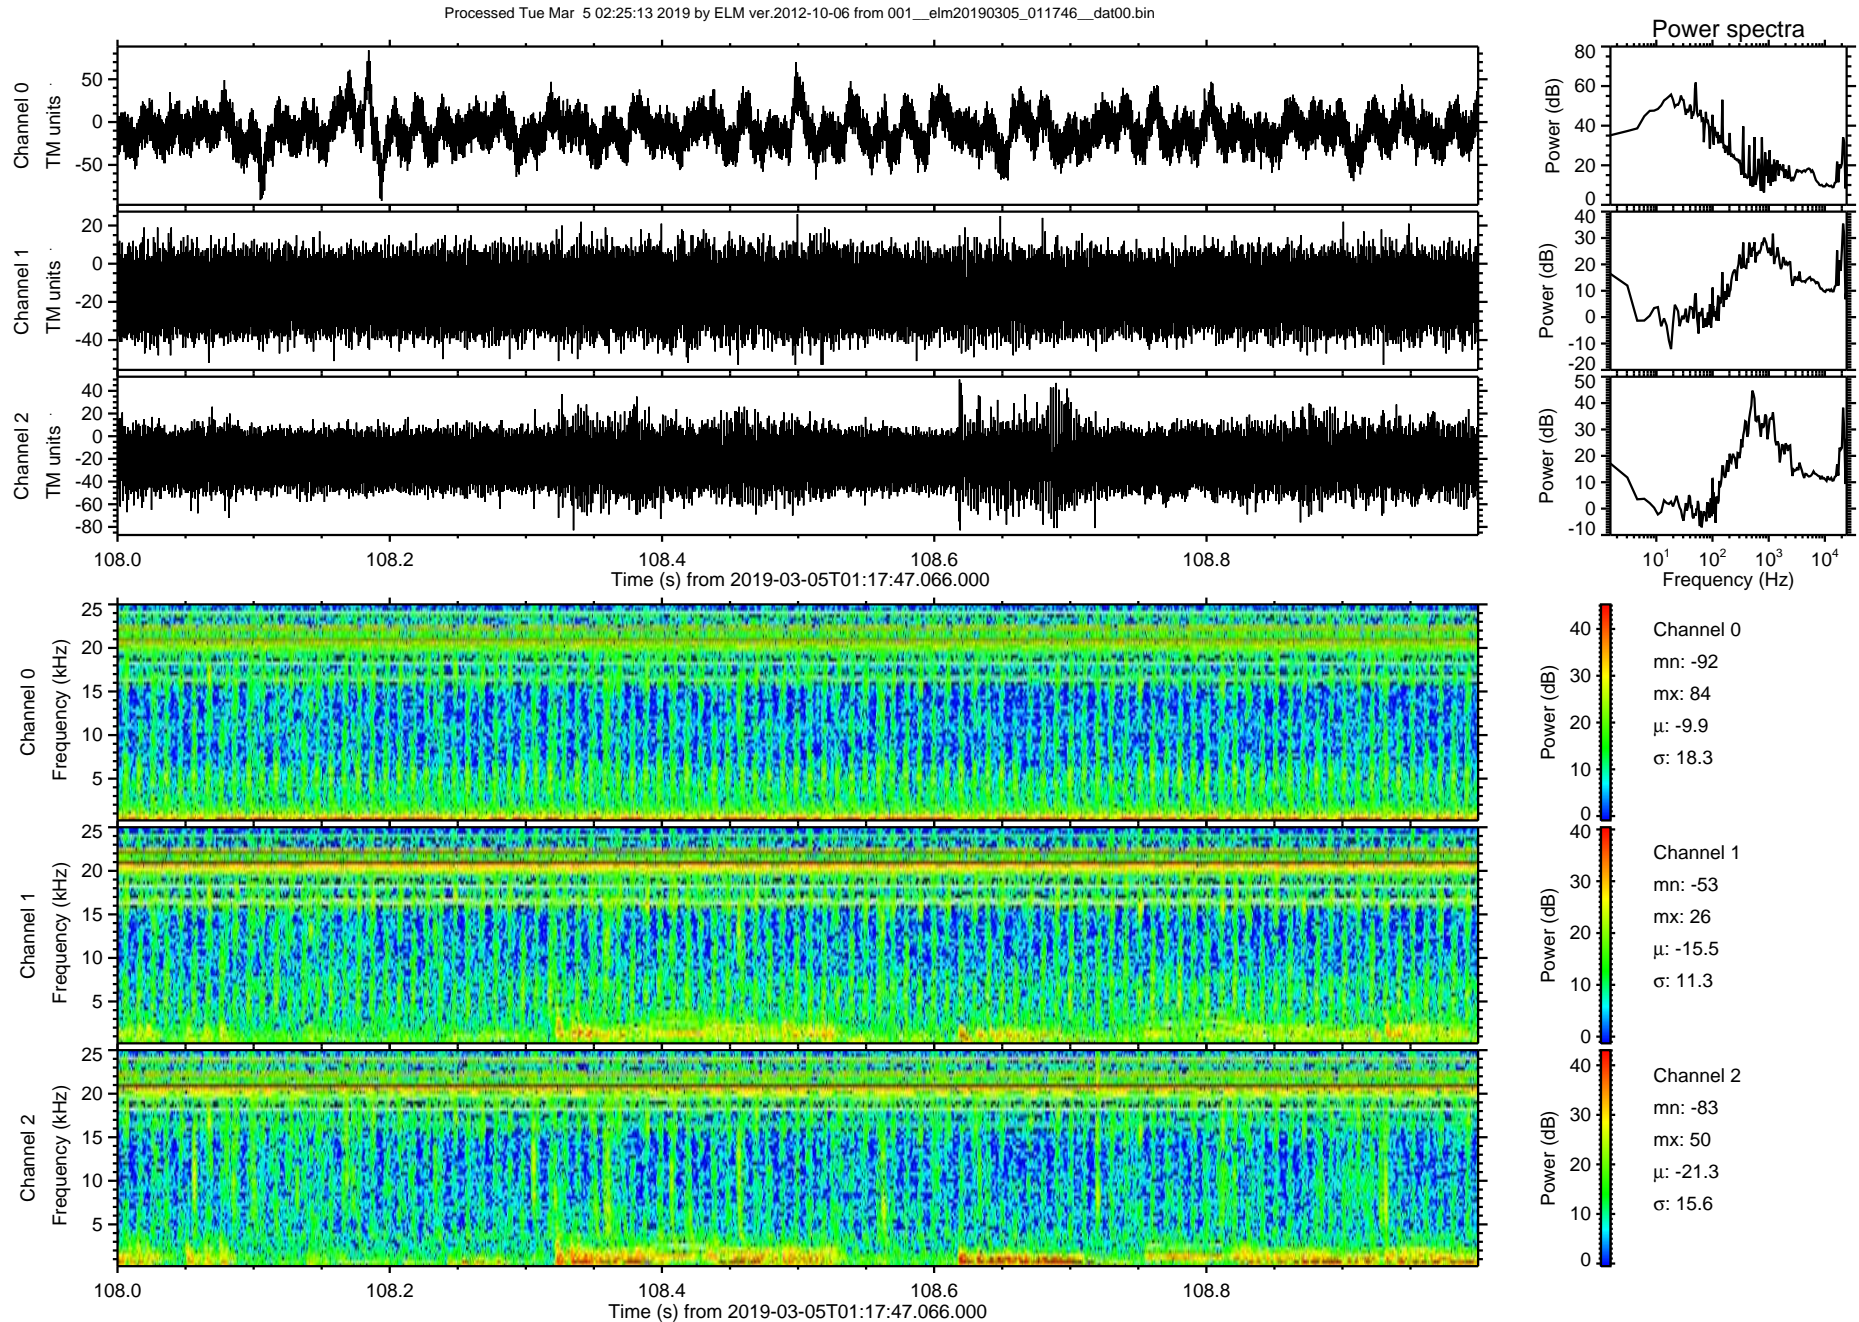 Processed Tue Mar  5 02:25:13 2019 by ELM ver.2012-10-06 from 001__elm20190305_011746__dat00.bin
Power spectra
Channel 0
TM units
50
0
-50
Power (dB)
80
60
40
20
0
Channel 1
TM units
20
0
-20
-40
Power (dB)
40
30
20
10
0
-10
-20
Channel 2
TM units
40
20
0
-20
-40
-60
-80
Power (dB)
50
40
30
20
10
0
-10
108.0 108.2 108.4 108.6 108.8
Time (s) from 2019-03-05T01:17:47.066.000
10¹ 10² 10³ 10⁴
Frequency (Hz)
Channel 0
Frequency (kHz)
25
20
15
10
5
Power (dB)
40
30
20
10
0
Channel 0
mn: -92
mx: 84
μ: -9.9
σ: 18.3
Channel 1
Frequency (kHz)
25
20
15
10
5
Power (dB)
40
30
20
10
0
Channel 1
mn: -53
mx: 26
μ: -15.5
σ: 11.3
Channel 2
Frequency (kHz)
25
20
15
10
5
Power (dB)
40
30
20
10
0
Channel 2
mn: -83
mx: 50
μ: -21.3
σ: 15.6
108.0 108.2 108.4 108.6 108.8
Time (s) from 2019-03-05T01:17:47.066.000